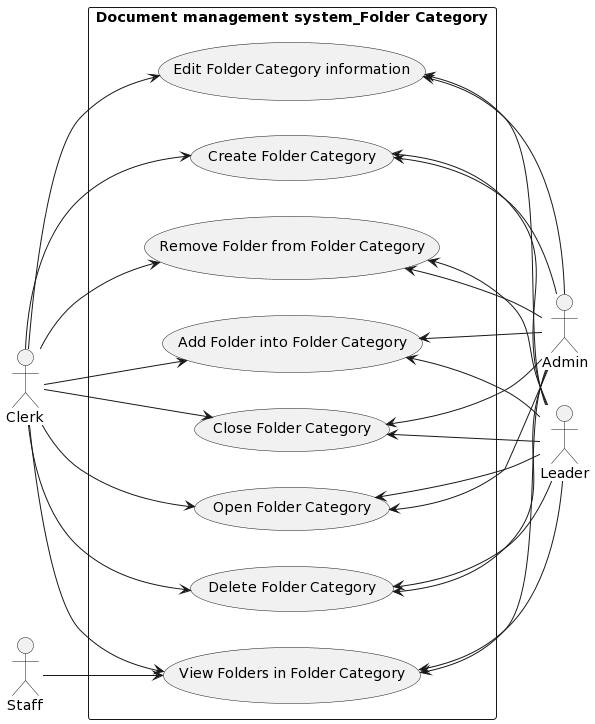 Document management system_Folder Category
Edit Folder Category information
Create Folder Category
Remove Folder from Folder Category
Add Folder into Folder Category
Admin
Clerk
Close Folder Category
Leader
Open Folder Category
Delete Folder Category
View Folders in Folder Category
Staff